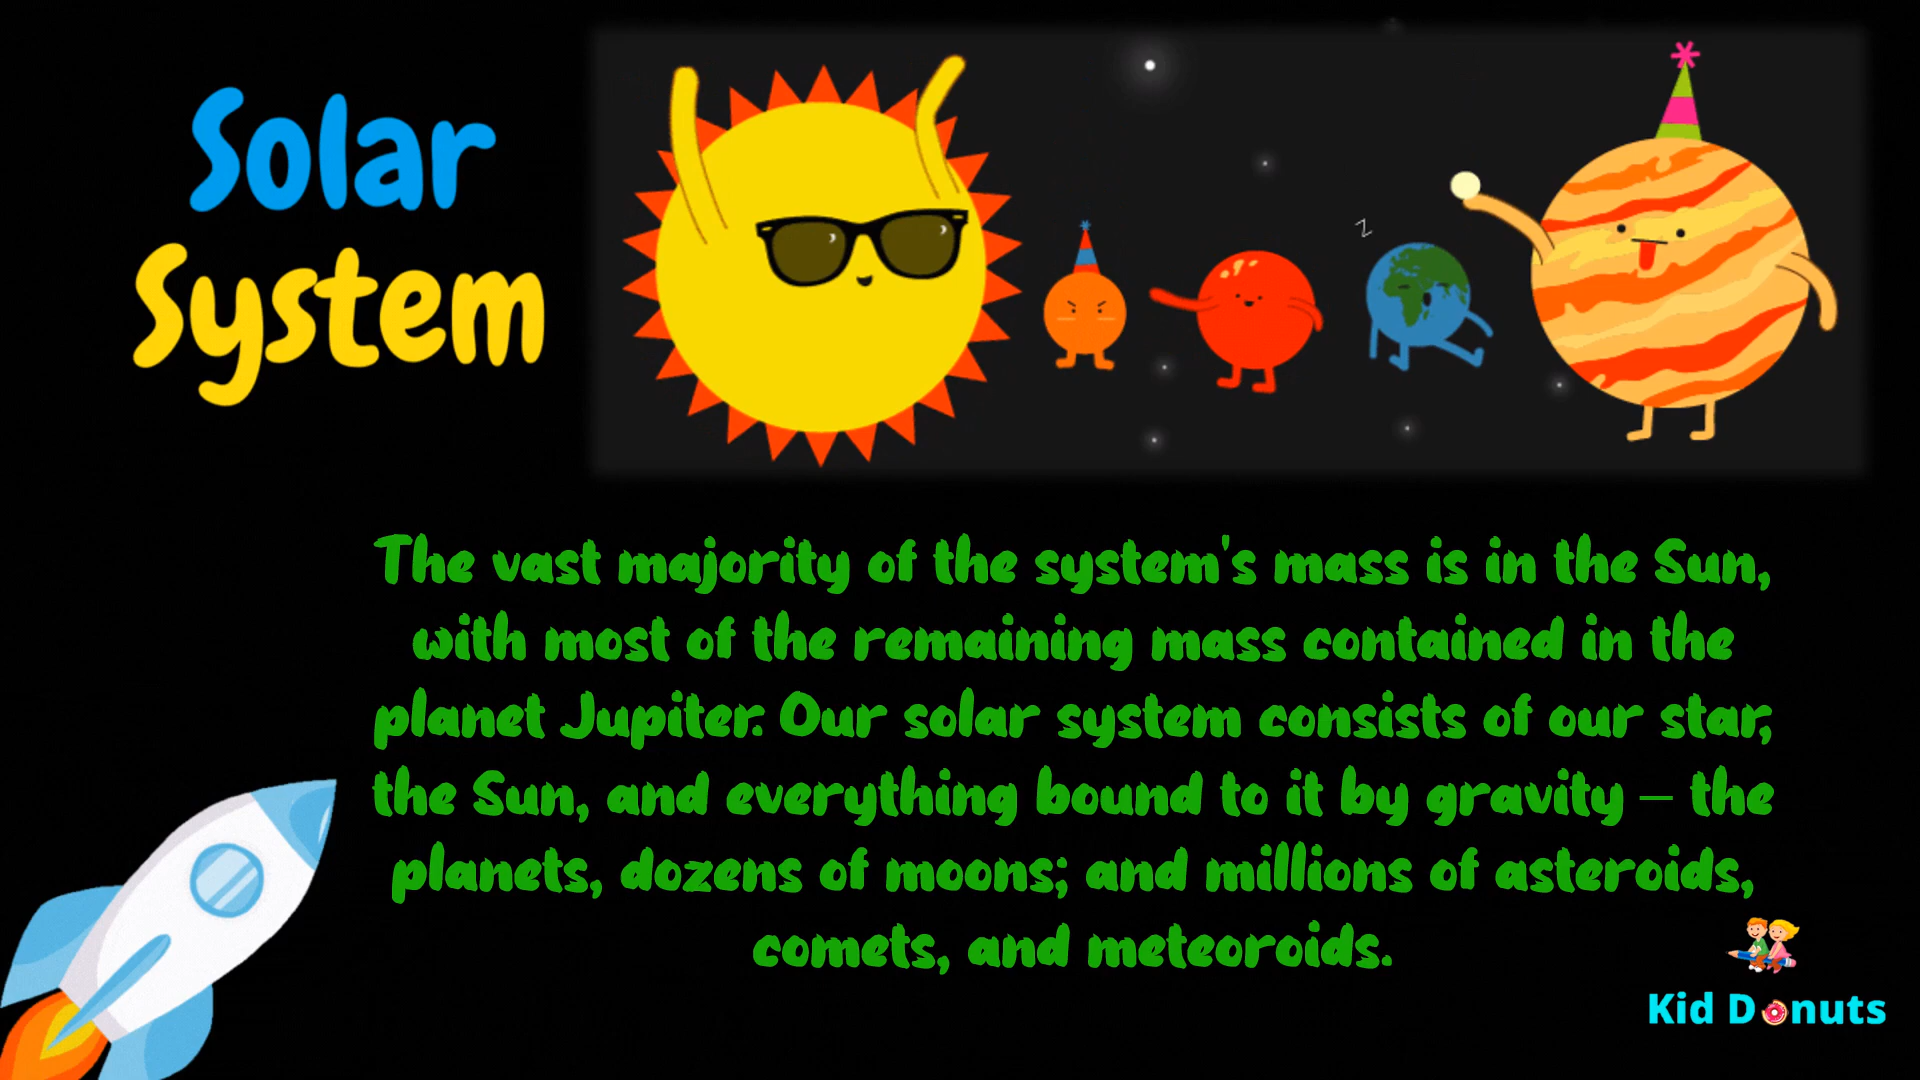 Solar
System
z
The vast majority of the system's mass is in the Sun,
with most of the remaining mass contained in the
planet Jupiter. Our solar system consists of our star,
the Sun, and everything bound to it by gravity – the
planets, dozens of moons; and millions of asteroids,
comets, and meteoroids.
Kid Donuts